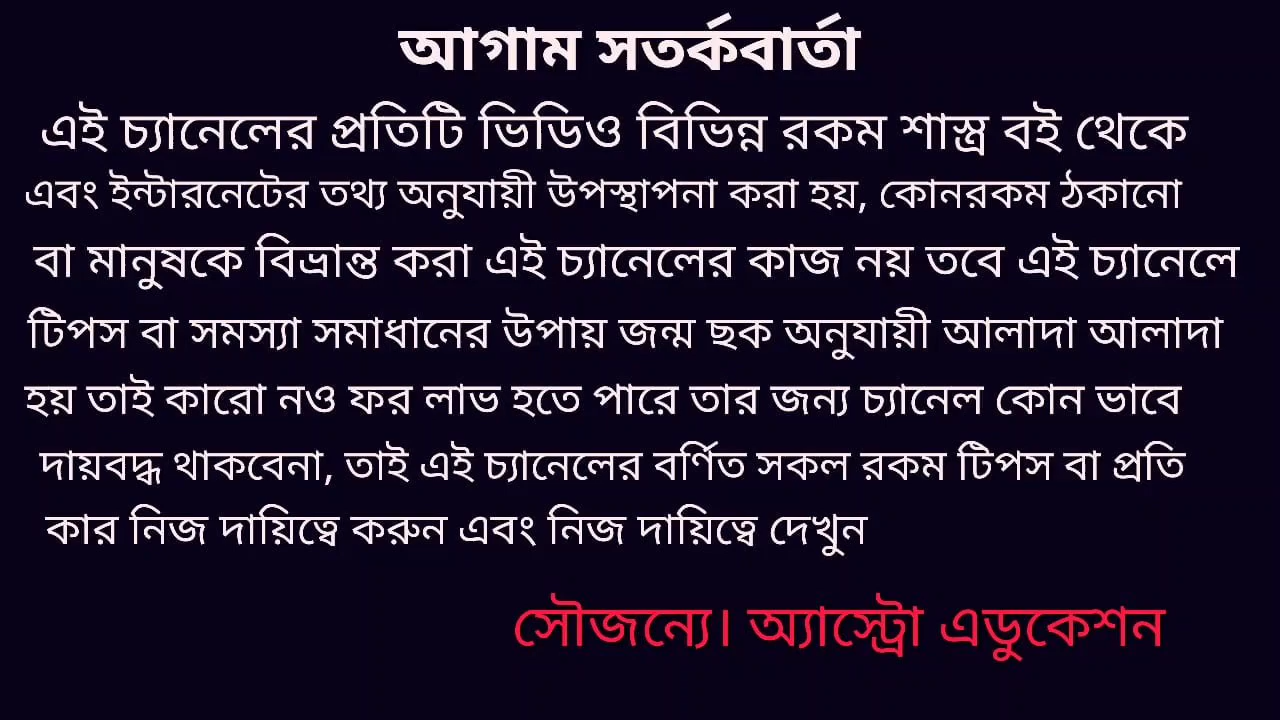 আগাম সতর্কবার্তা
এই চ্যানেলের প্রতিটি ভিডিও বিভিন্ন রকম শাস্ত্র বই থেকে
এবং ইন্টারনেটের তথ্য অনুযায়ী উপস্থাপনা করা হয়, কোনরকম ঠকানো
বা মানুষকে বিভ্রান্ত করা এই চ্যানেলের কাজ নয় তবে এই চ্যানেলে
টিপস বা সমস্যা সমাধানের উপায় জন্ম ছক অনুযায়ী আলাদা আলাদা
হয় তাই কারো নও ফর লাভ হতে পারে তার জন্য চ্যানেল কোন ভাবে
দায়বদ্ধ থাকবেনা, তাই এই চ্যানেলের বর্ণিত সকল রকম টিপস বা প্রতি
কার নিজ দায়িত্বে করুন এবং নিজ দায়িত্বে দেখুন
সৌজন্যে। অ্যাস্ট্রো এডুকেশন